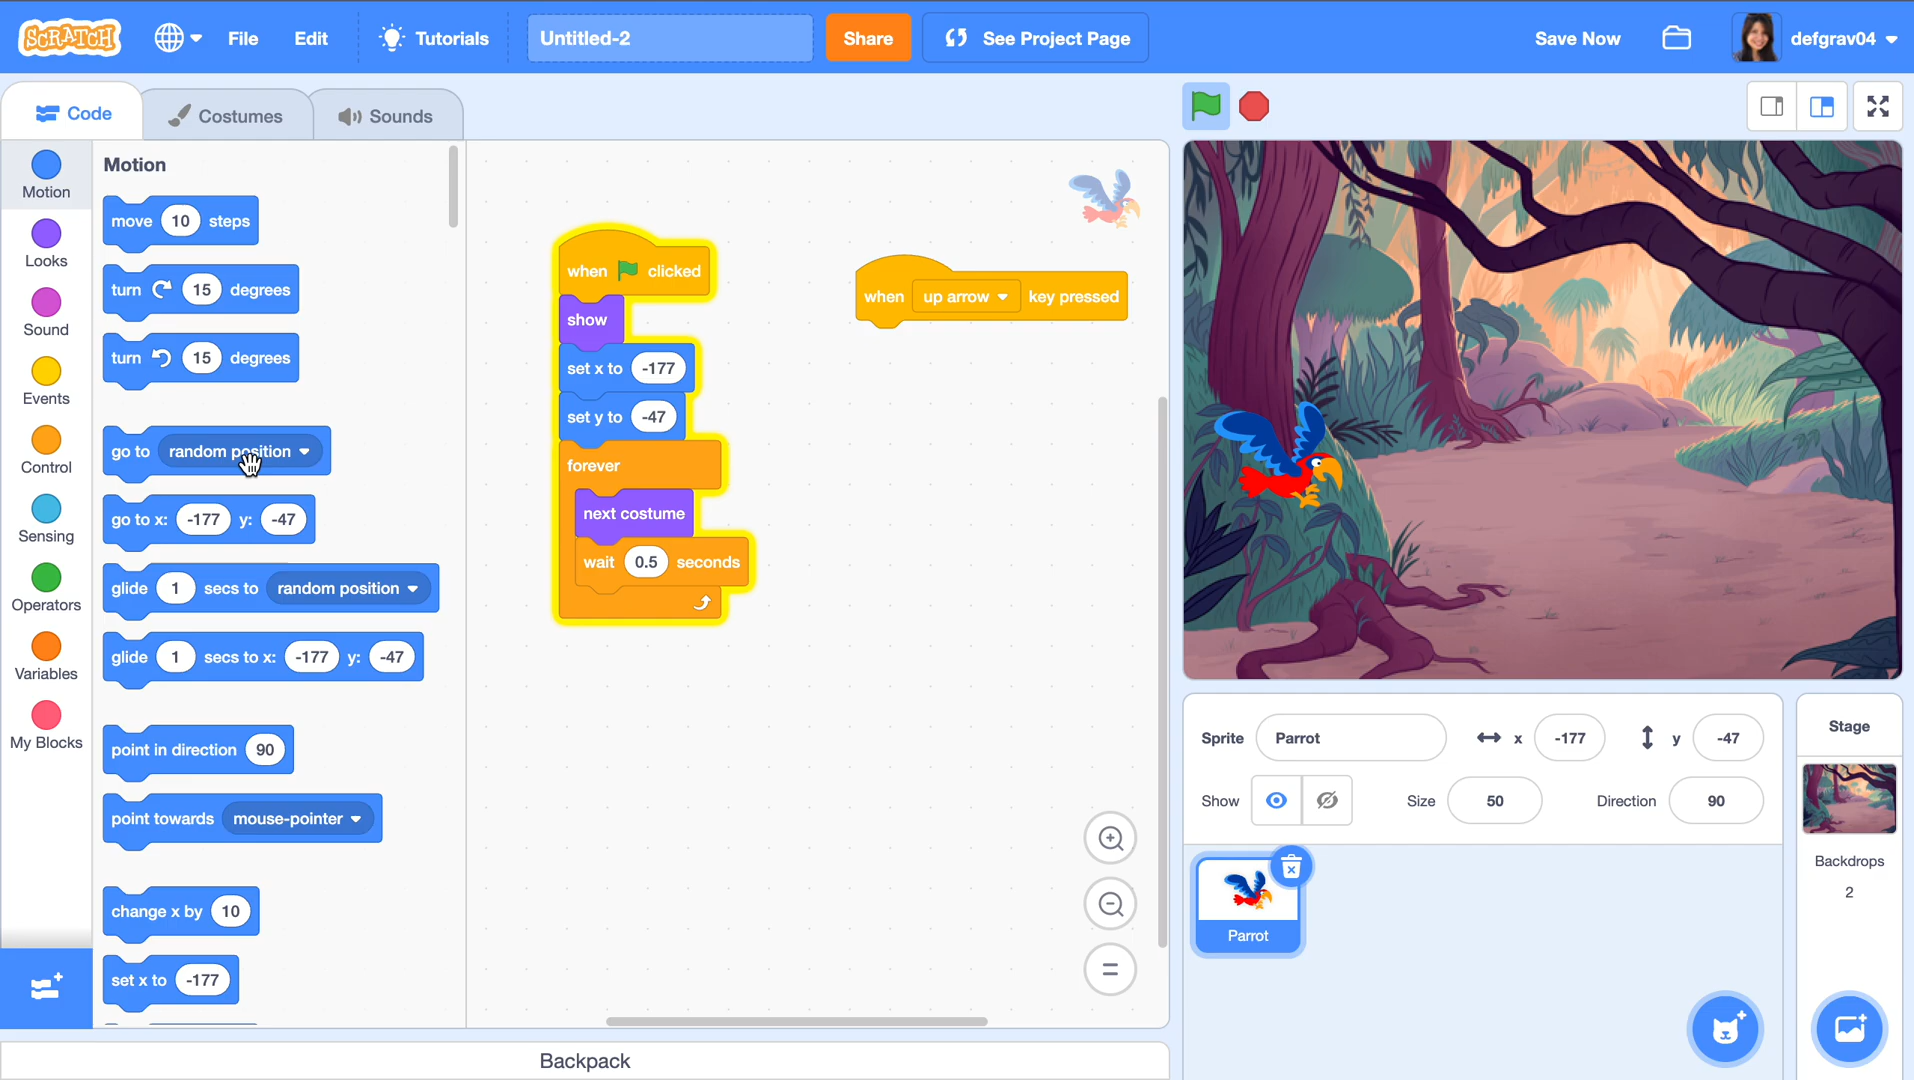 SCRATCH
File
Edit
Tutorials
Untitled-2
Share
See Project Page
Save Now
defgrav04
Code
Costumes
Sounds
Motion
Looks
Sound
Events
Control
Sensing
Operators
Variables
My Blocks
Motion
move 10 steps
turn 15 degrees
turn 15 degrees
go to random position
go to x: -177 y: -47
glide 1 secs to random position
glide 1 secs to x: -177 y: -47
point in direction 90
point towards mouse-pointer
change x by 10
set x to -177
when clicked
show
set x to -177
set y to -47
forever
next costume
wait 0.5 seconds
when up arrow key pressed
Backpack
Sprite Parrot x -177 y -47
Show Size 50 Direction 90
Parrot
Stage
Backdrops
2